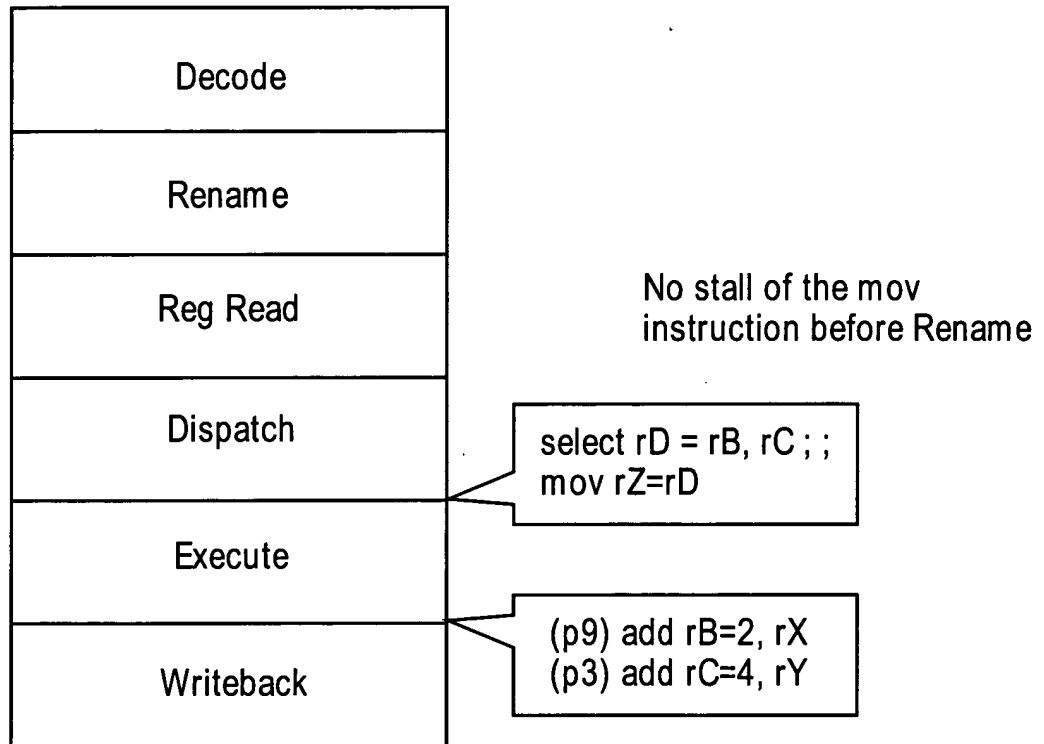 Decode
Rename
Reg Read
No stall of the mov
instruction before Rename
Dispatch
select rD = rB, rC ; ;
mov rZ=rD
Execute
(p9) add rB=2, rX
(p3) add rC=4, rY
Writeback